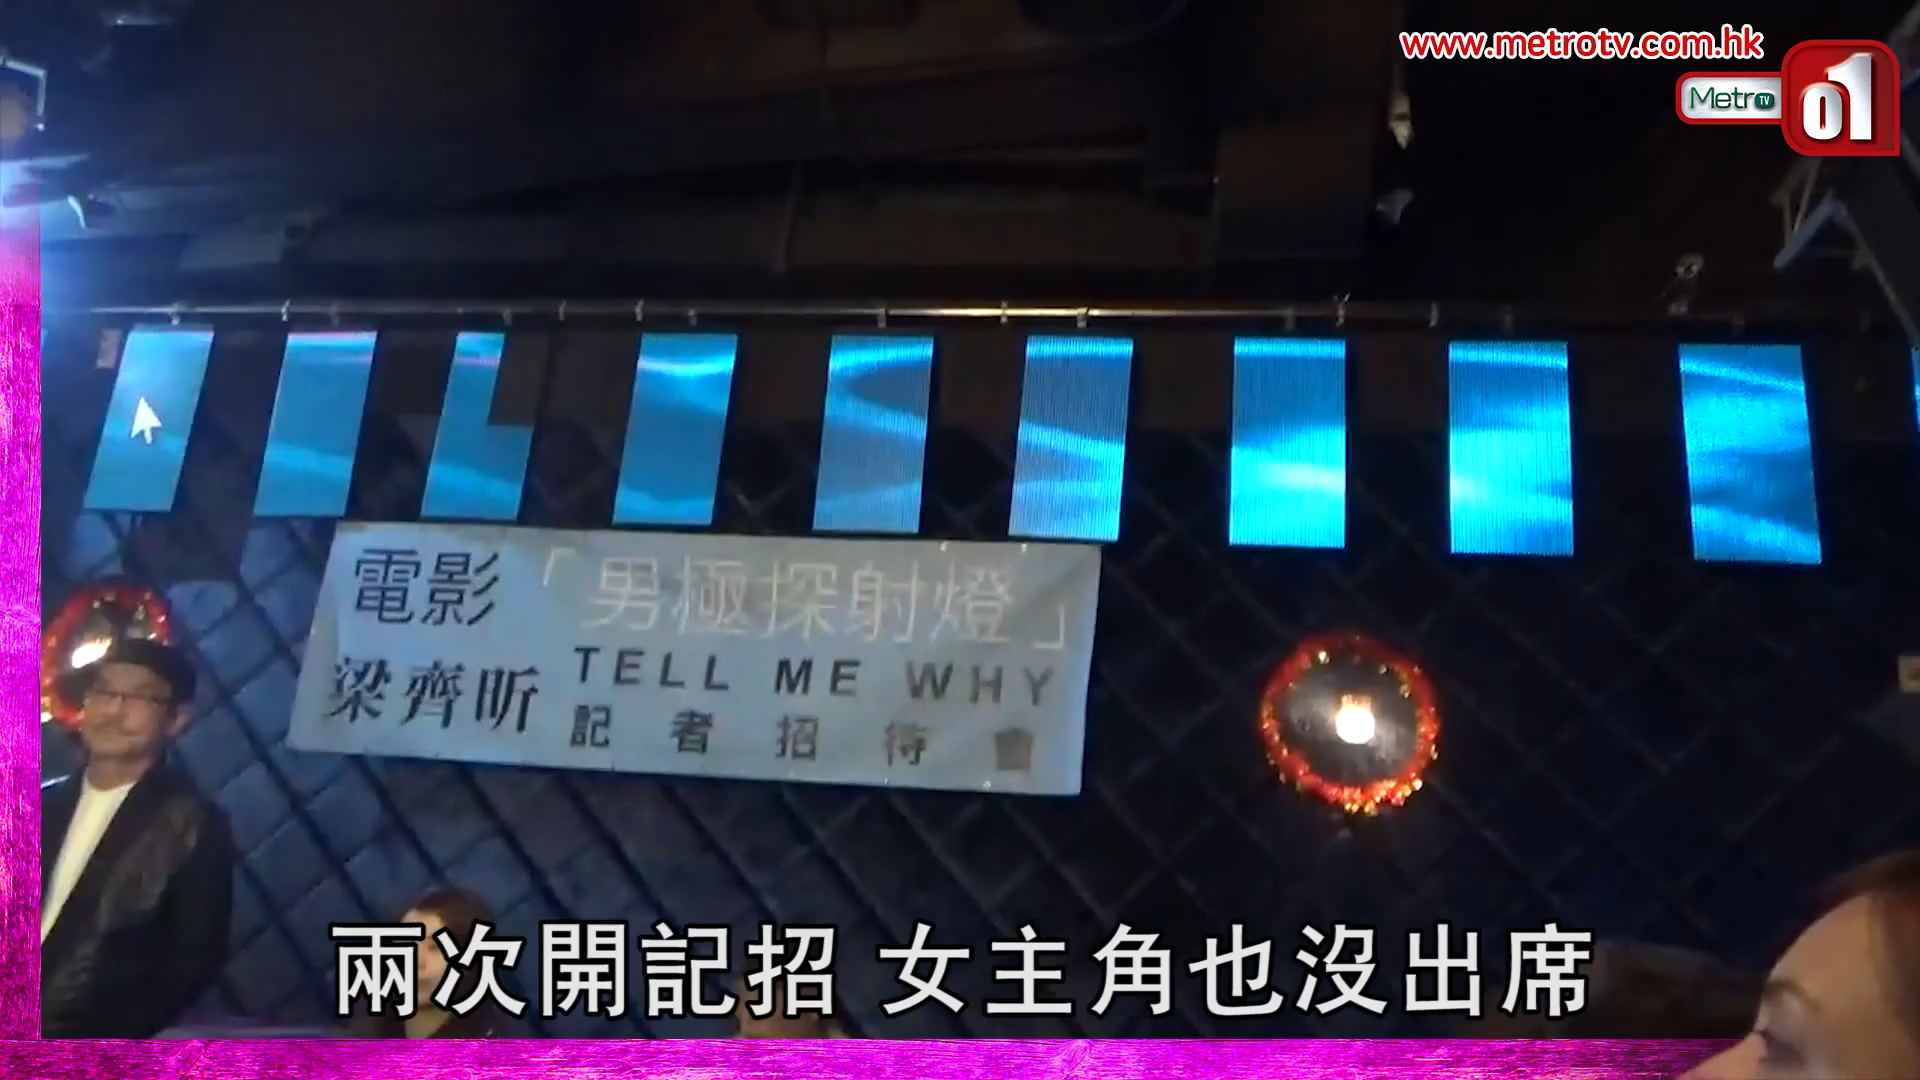 www.metrotv.com.hk
Metro TV
01
電影「男極探射燈」
梁齊昕 TELL ME WHY
記者招待會
兩次開記招 女主角也沒出席